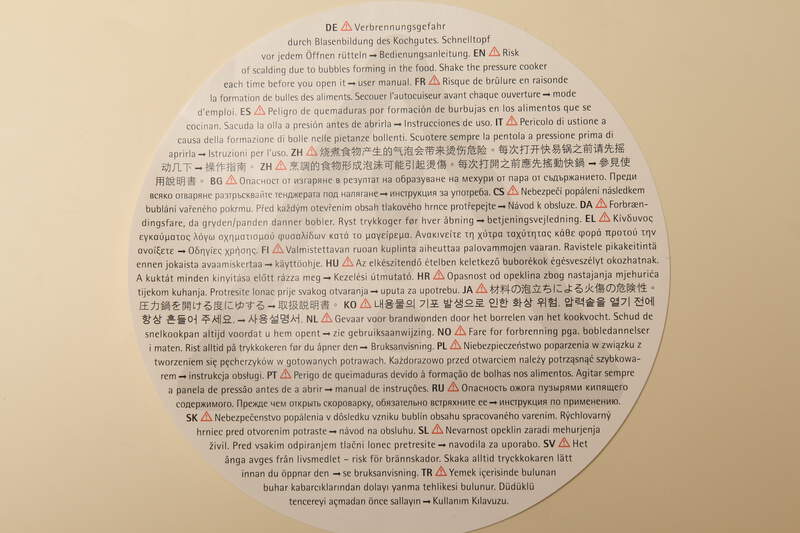 DE ⚠ Verbrennungsgefahr
durch Blasenbildung des Kochgutes. Schnelltopf
vor jedem Öffnen rütteln → Bedienungsanleitung. EN ⚠ Risk
of scalding due to bubbles forming in the food. Shake the pressure cooker
each time before you open it → user manual. FR ⚠ Risque de brûlure en raisonde
la formation de bulles des aliments. Secouer l'autocuiseur avant chaque ouverture → mode
d'emploi. ES ⚠ Peligro de quemaduras por formación de burbujas en los alimentos que se
cocinan. Sacuda la olla a presión antes de abrirla → Instrucciones de uso. IT ⚠ Pericolo di ustione a
causa della formazione di bolle nelle pietanze bollenti. Scuotere sempre la pentola a pressione prima di
aprirla → Istruzioni per l'uso. ZH ⚠ 烧煮食物产生的气泡会带来烫伤危险。每次打开快易锅之前请先摇
动几下 → 操作指南。 ZH ⚠ 烹調的食物形成泡沫可能引起燙傷。每次打開之前應先搖動快鍋 → 參見使
用說明書。 BG ⚠ Опасност от изгаряне в резултат на образуване на мехури от пара от съдържанието. Преди
всяко отваряне разтръсквайте тенджерата под налягане → инструкция за употреба. CS ⚠ Nebezpečí popálení následkem
bublání vařeného pokrmu. Před každým otevřením obsah tlakového hrnce protřepejte → Návod k obsluze. DA ⚠ Forbræn-
dingsfare, da gryden/panden danner bobler. Ryst trykkoger før hver åbning → betjeningsvejledning. EL ⚠ Κίνδυνος
εγκαύματος λόγω σχηματισμού φυσαλίδων κατά το μαγείρεμα. Ανακινείτε τη χύτρα ταχύτητας κάθε φορά προτού την
ανοίξετε → Οδηγίες χρήσης. FI ⚠ Valmistettavan ruoan kuplinta aiheuttaa palovammojen vaaran. Ravistele pikakeitintä
ennen jokaista avaamiskertaa → käyttöohje. HU ⚠ Az elkészítendő ételben keletkező buborékok égésveszélyt okozhatnak.
A kuktát minden kinyitása előtt rázza meg → Kezelési útmutató. HR ⚠ Opasnost od opeklina zbog nastajanja mjehurića
tijekom kuhanja. Protresite lonac prije svakog otvaranja → uputa za upotrebu. JA ⚠ 材料の泡立ちによる火傷の危険性。
圧力鍋を開ける度にゆする → 取扱説明書。 KO ⚠ 내용물의 기포 발생으로 인한 화상 위험. 압력솥을 열기 전에
항상 흔들어 주세요. → 사용설명서. NL ⚠ Gevaar voor brandwonden door het borrelen van het kookvocht. Schud de
snelkookpan altijd voordat u hem opent → zie gebruiksaanwijzing. NO ⚠ Fare for forbrenning pga. bobledannelser
i maten. Rist alltid på trykkokeren før du åpner den → Bruksanvisning. PL ⚠ Niebezpieczeństwo poparzenia w związku z
tworzeniem się pęcherzyków w gotowanych potrawach. Każdorazowo przed otwarciem należy potrząsnąć szybkowa-
rem → instrukcja obsługi. PT ⚠ Perigo de queimaduras devido à formação de bolhas nos alimentos. Agitar sempre
a panela de pressão antes de a abrir → manual de instruções. RU ⚠ Опасность ожога пузырями кипящего
содержимого. Прежде чем открыть скороварку, обязательно встряхните ее → инструкция по применению.
SK ⚠ Nebezpečenstvo popálenia v dôsledku vzniku bublín obsahu spracovaného varením. Rýchlovarný
hrniec pred otvorením potraste → návod na obsluhu. SL ⚠ Nevarnost opeklin zaradi mehurjenja
živil. Pred vsakim odpiranjem tlačni lonec pretresite → navodila za uporabo. SV ⚠ Het
ånga avges från livsmedlet – risk för brännskador. Skaka alltid tryckkokaren lätt
innan du öppnar den → se bruksanvisning. TR ⚠ Yemek içerisinde bulunan
buhar kabarcıklarından dolayı yanma tehlikesi bulunur. Düdüklü
tencereyi açmadan önce sallayın → Kullanım Kılavuzu.